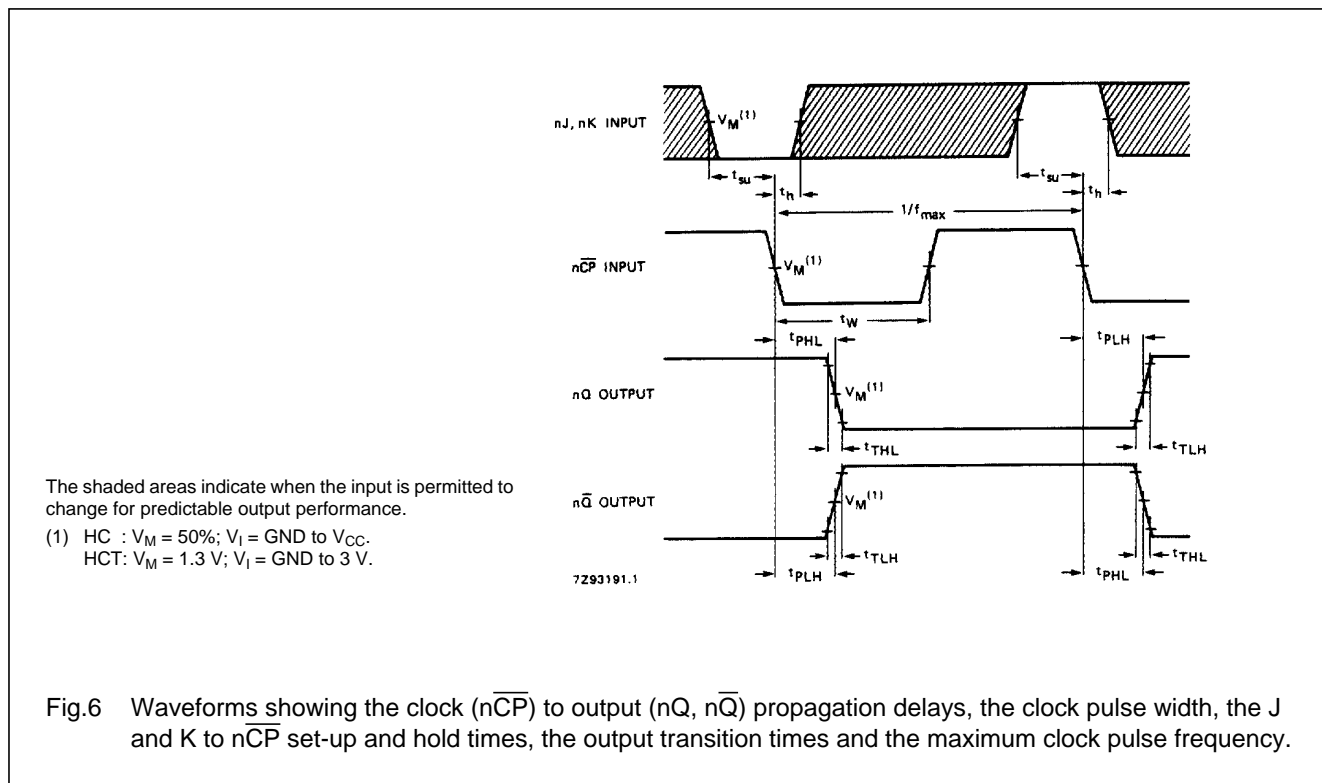 nJ, nK INPUT
V_M(1)
t_su
t_h
t_su
t_h
1/f_max
nC̅P̅ INPUT
V_M(1)
t_W
t_PHL
t_PLH
nQ OUTPUT
V_M(1)
t_THL
t_TLH
nQ̅ OUTPUT
V_M(1)
t_TLH
t_THL
t_PLH
t_PHL
7Z93191.1
The shaded areas indicate when the input is permitted to
change for predictable output performance.
(1) HC : V_M = 50%; V_I = GND to V_CC.
HCT: V_M = 1.3 V; V_I = GND to 3 V.
Fig.6 Waveforms showing the clock (nC̅P̅) to output (nQ, nQ̅) propagation delays, the clock pulse width, the J
and K to nC̅P̅ set-up and hold times, the output transition times and the maximum clock pulse frequency.